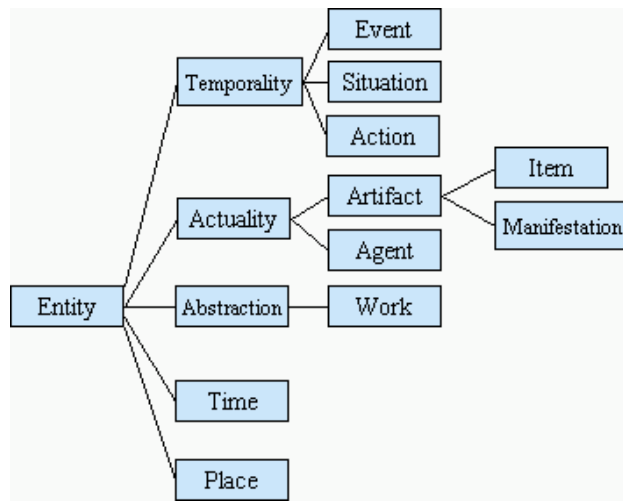 Event
Temporality
Situation
Action
Item
Artifact
Actuality
Manifestation
Agent
Entity
Abstraction
Work
Time
Place